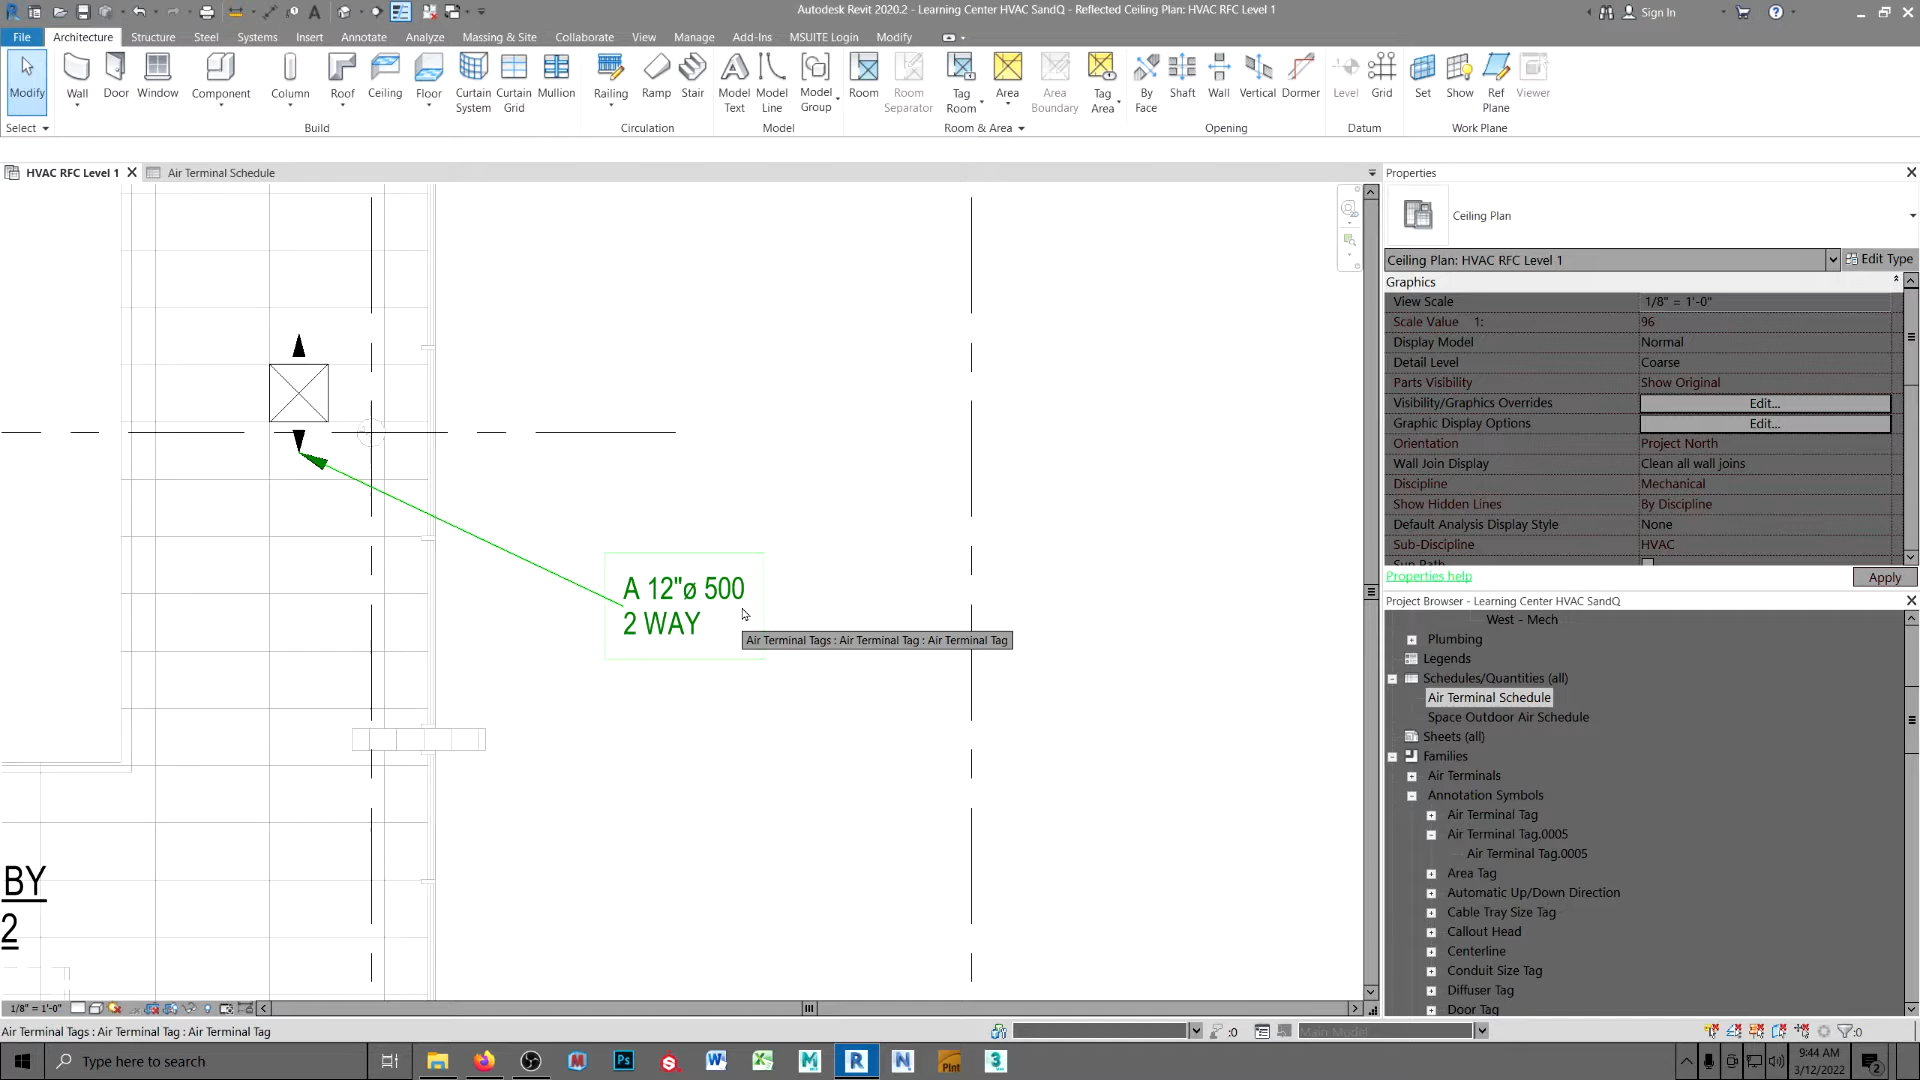 Autodesk Revit 2020.2 - Learning Center HVAC SandQ - Reflected Ceiling Plan: HVAC RFC Level 1
Sign In
File Architecture Structure Steel Systems Insert Annotate Analyze Massing & Site Collaborate View Manage Add-Ins MSUITE Login Modify
Modify
Wall
Door
Window
Component
Column
Roof
Ceiling
Floor
Curtain System
Curtain Grid
Mullion
Railing
Ramp
Stair
Model Text
Model Line
Model Group
Room
Room Separator
Tag Room
Area
Area Boundary
Tag Area
By Face
Shaft
Wall
Vertical
Dormer
Level
Grid
Set
Show
Ref Plane
Viewer
Select
Build
Circulation
Model
Room & Area
Opening
Datum
Work Plane
HVAC RFC Level 1
Air Terminal Schedule
A 12"ø 500
2 WAY
Air Terminal Tags : Air Terminal Tag : Air Terminal Tag
BY
2
Properties
Ceiling Plan
Ceiling Plan: HVAC RFC Level 1
Edit Type
Graphics
View Scale 1/8" = 1'-0"
Scale Value 1: 96
Display Model Normal
Detail Level Coarse
Parts Visibility Show Original
Visibility/Graphics Overrides Edit...
Graphic Display Options Edit...
Orientation Project North
Wall Join Display Clean all wall joins
Discipline Mechanical
Show Hidden Lines By Discipline
Default Analysis Display Style None
Sub-Discipline HVAC
Sun Path
Properties help
Apply
Project Browser - Learning Center HVAC SandQ
West - Mech
Plumbing
Legends
Schedules/Quantities (all)
Air Terminal Schedule
Space Outdoor Air Schedule
Sheets (all)
Families
Air Terminals
Annotation Symbols
Air Terminal Tag
Air Terminal Tag.0005
Air Terminal Tag.0005
Area Tag
Automatic Up/Down Direction
Cable Tray Size Tag
Callout Head
Centerline
Conduit Size Tag
Diffuser Tag
Door Tag
1/8" = 1'-0"
Air Terminal Tags : Air Terminal Tag : Air Terminal Tag
:0
Main Model
:0
Type here to search
9:44 AM
3/12/2022
2